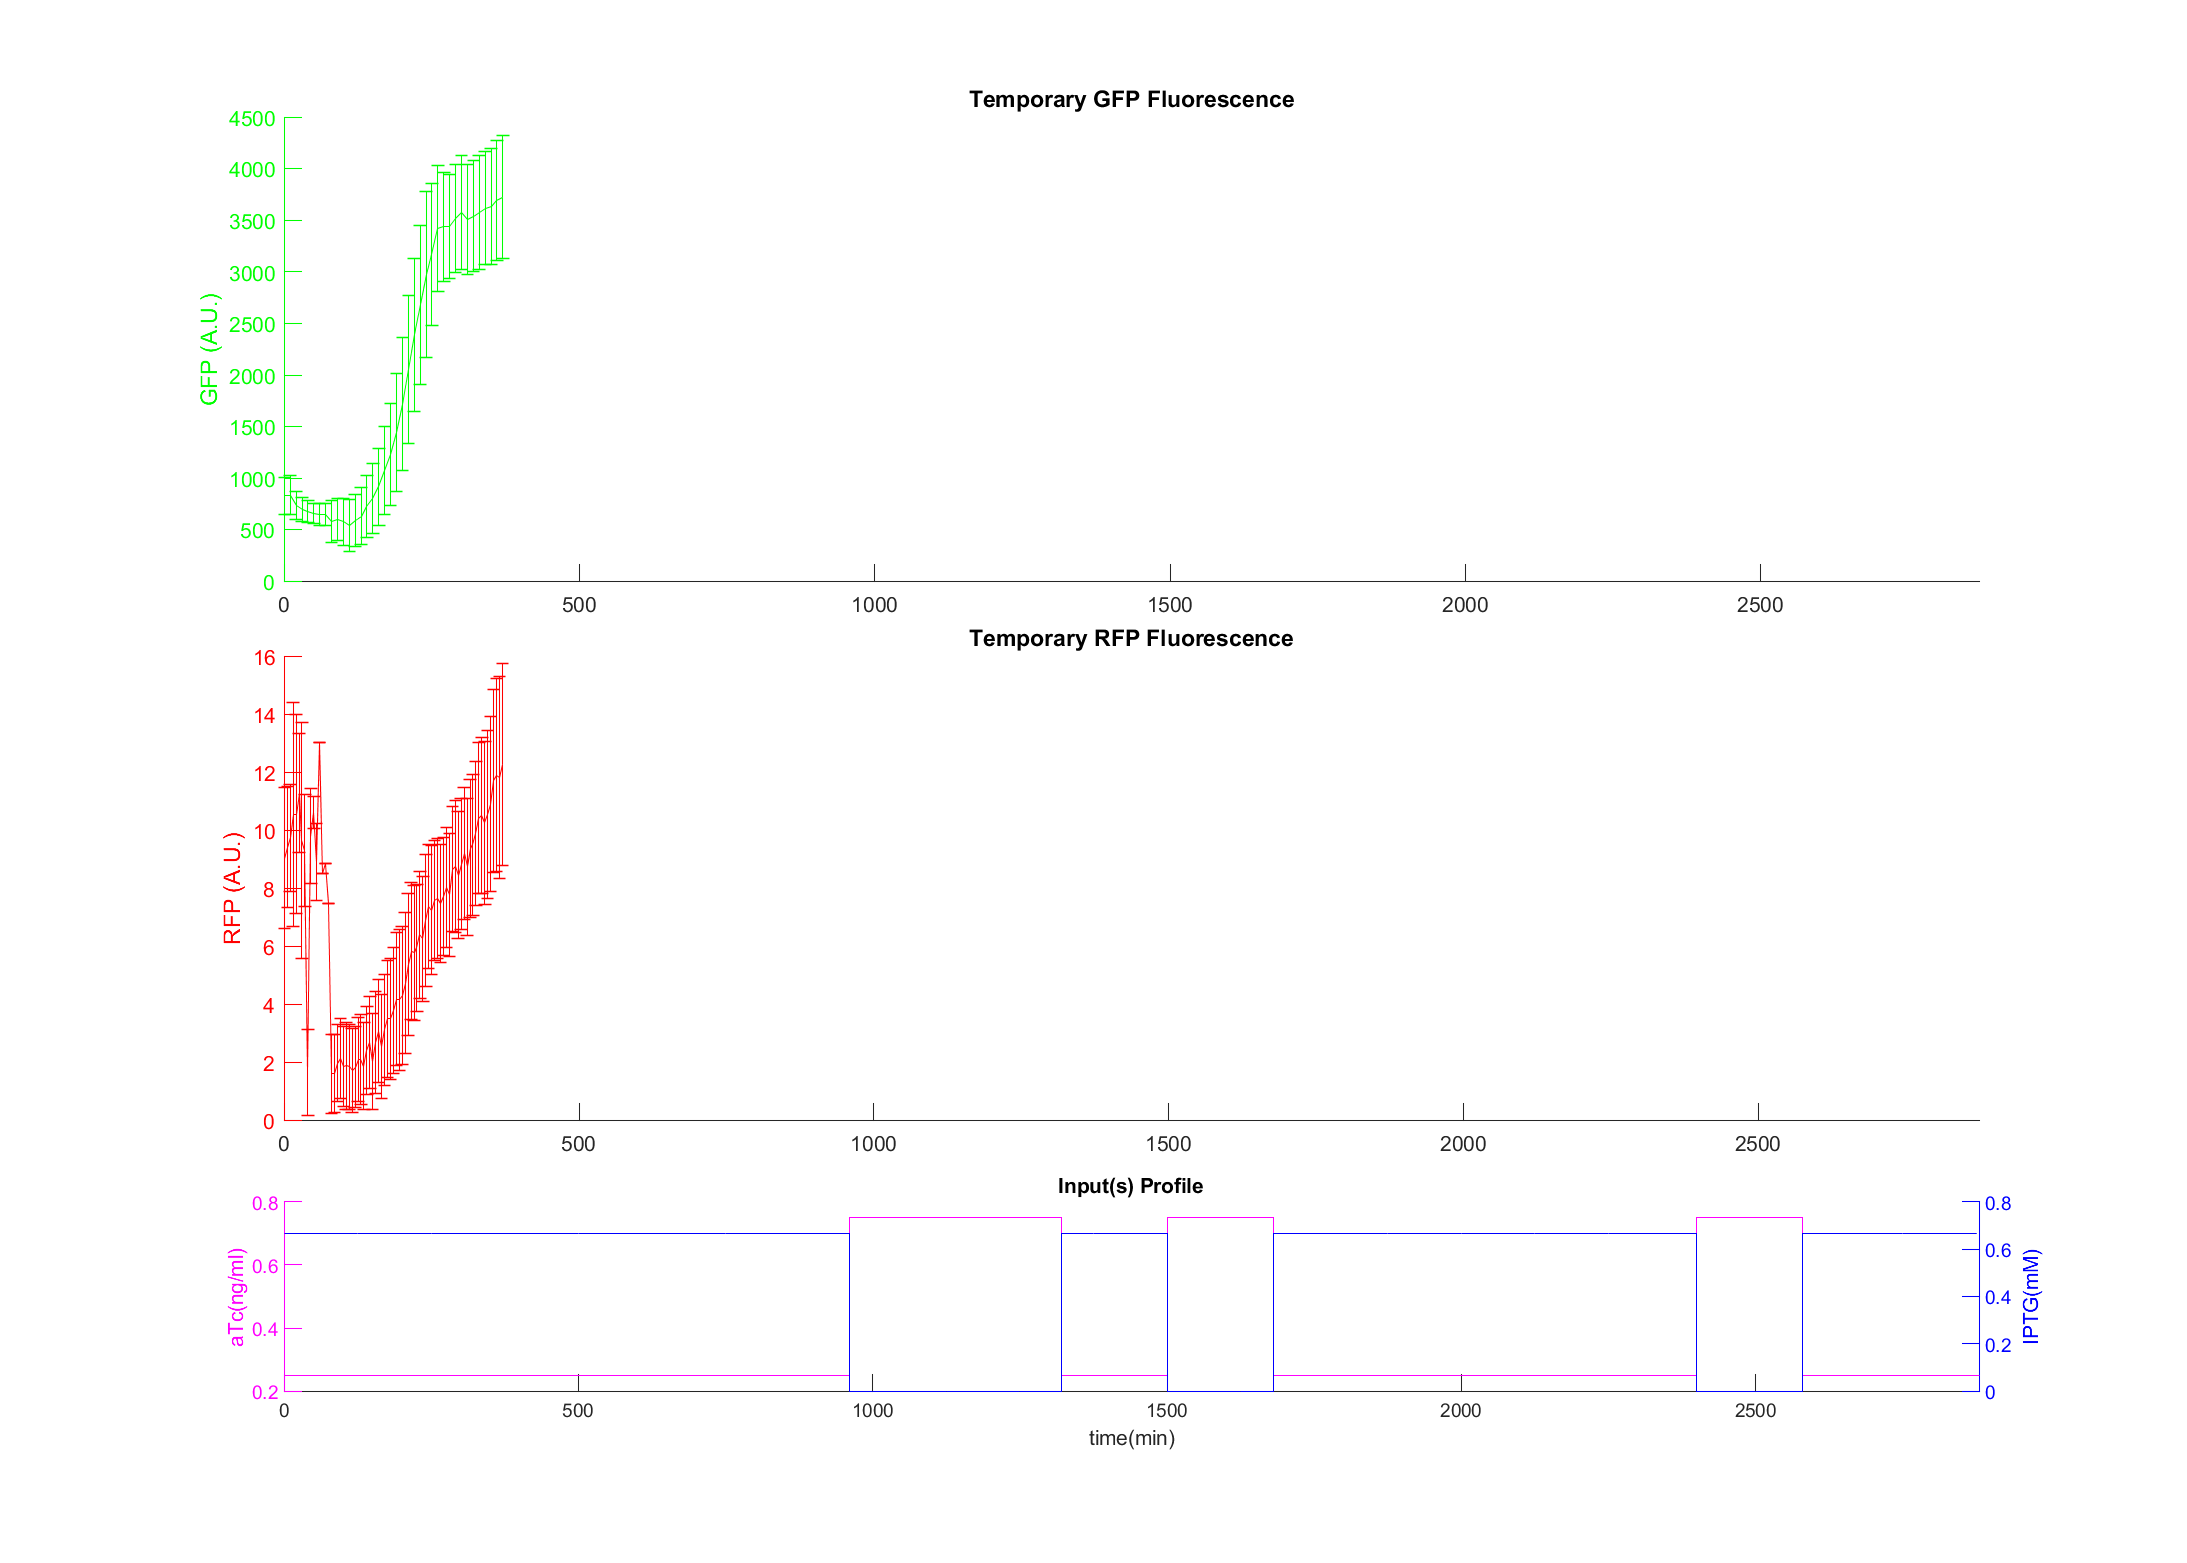 Temporary GFP Fluorescence
4500
4000
3500
3000
2500
2000
1500
1000
500
0
GFP (A.U.)
0 500 1000 1500 2000 2500
Temporary RFP Fluorescence
16
14
12
10
8
6
4
2
0
RFP (A.U.)
0 500 1000 1500 2000 2500
Input(s) Profile
0.8
0.6
0.4
0.2
aTc(ng/ml)
0.8
0.6
0.4
0.2
0
IPTG(mM)
0 500 1000 1500 2000 2500
time(min)